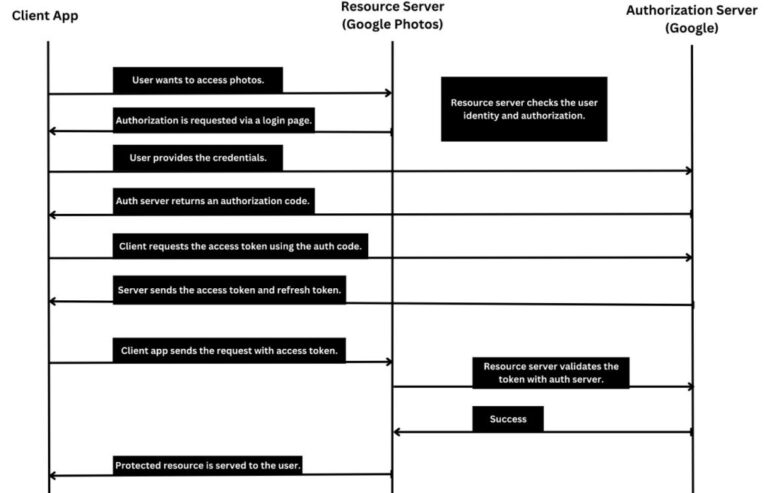 Client App
Resource Server
(Google Photos)
Authorization Server
(Google)
User wants to access photos.
Resource server checks the user
identity and authorization.
Authorization is requested via a login page.
User provides the credentials.
Auth server returns an authorization code.
Client requests the access token using the auth code.
Server sends the access token and refresh token.
Client app sends the request with access token.
Resource server validates the
token with auth server.
Success
Protected resource is served to the user.